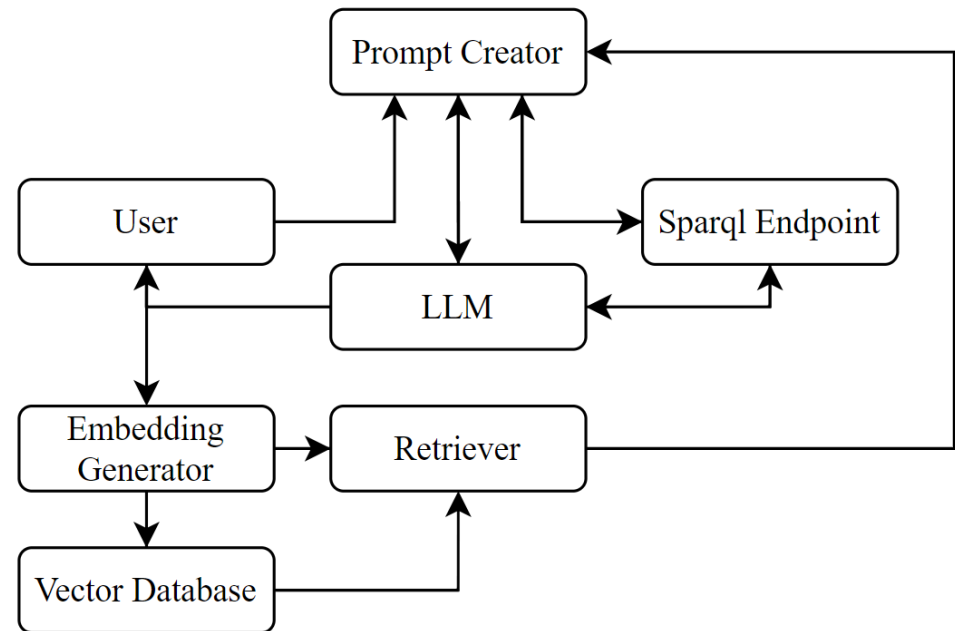 Prompt Creator
User
Sparql Endpoint
LLM
Embedding
Generator
Retriever
Vector Database